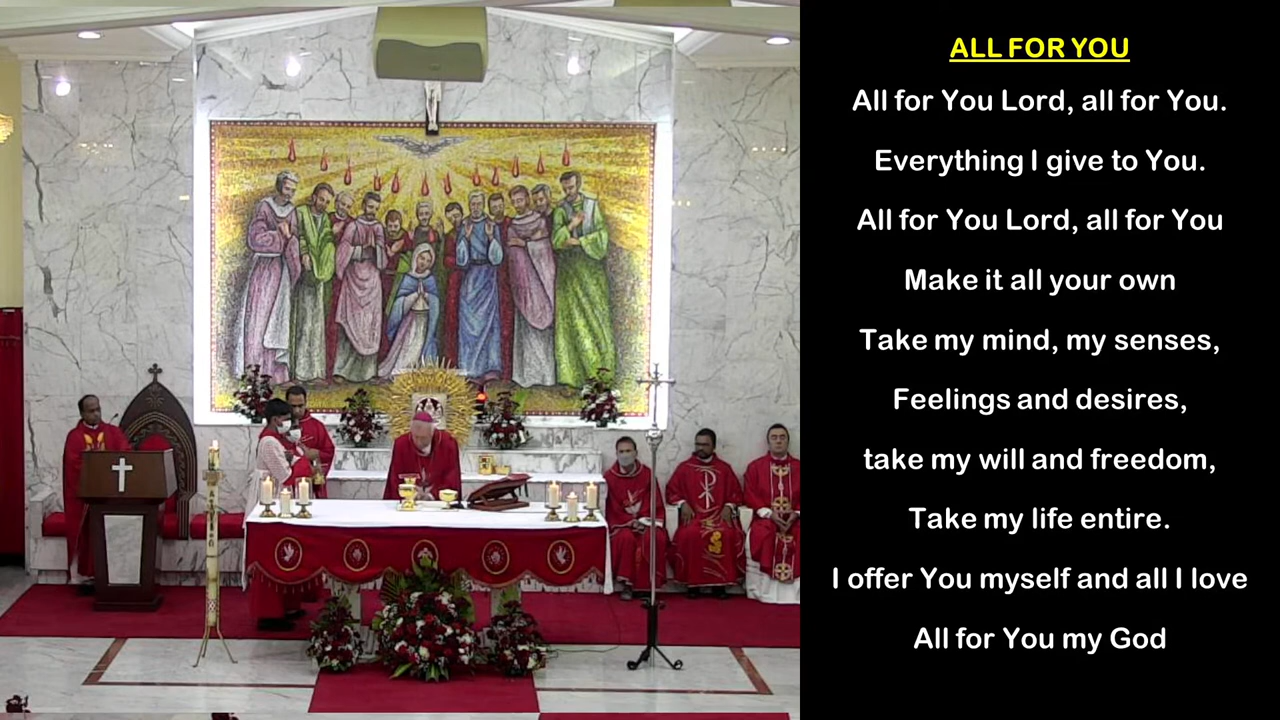 ALL FOR YOU
All for You Lord, all for You.
Everything I give to You.
All for You Lord, all for You
Make it all your own
Take my mind, my senses,
Feelings and desires,
take my will and freedom,
Take my life entire.
I offer You myself and all I love
All for You my God